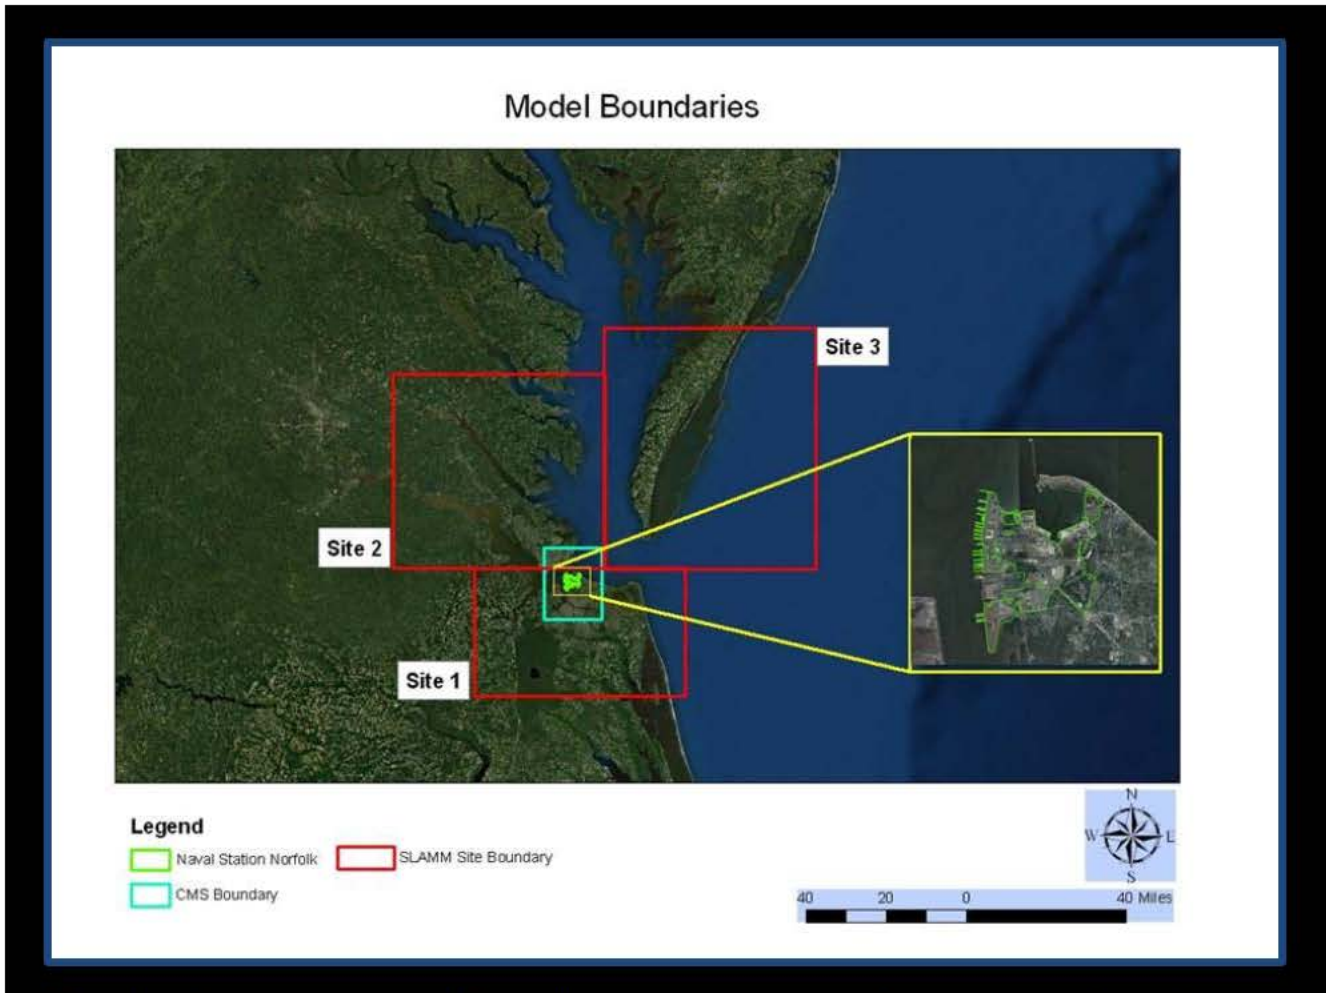 Model Boundaries
Site 3
Site 2
Site 1
Legend
Naval Station Norfolk
SLAMM Site Boundary
CMS Boundary
N
W
E
S
40 20 0 40 Miles